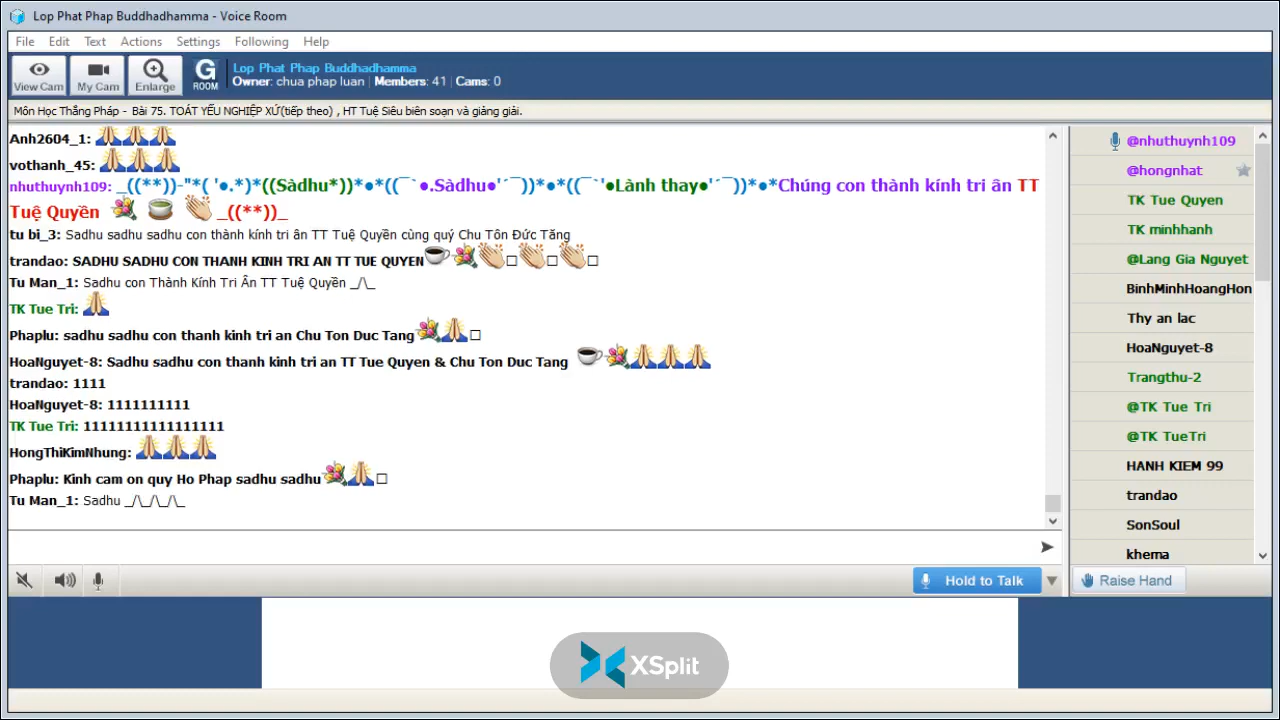 Lop Phat Phap Buddhadhamma - Voice Room
File Edit Text Actions Settings Following Help
View Cam My Cam Enlarge G ROOM
Lop Phat Phap Buddhadhamma
Owner: chua phap luan | Members: 41 | Cams: 0
Môn Học Thắng Pháp - Bài 75. TOÁT YẾU NGHIỆP XỨ(tiếp theo) , HT Tuệ Siêu biên soạn và giảng giải.
Anh2604_1:
vothanh_45:
nhuthuynh109: _((**))-"*( '●.*)*((Sàdhu*))*●*((¯`●.Sàdhu●'´¯))*●*((¯`'●Lành thay●'´¯))*●*Chúng con thành kính tri ân TT
Tuệ Quyền _((**))_
tu bi_3: Sadhu sadhu sadhu con thành kính tri ân TT Tuệ Quyền cùng quý Chư Tôn Đức Tăng
trandao: SADHU SADHU CON THANH KINH TRI AN TT TUE QUYEN
Tu Man_1: Sadhu con Thành Kính Tri Ân TT Tuệ Quyền _/\_
TK Tue Tri:
Phaplu: sadhu sadhu con thanh kinh tri an Chu Ton Duc Tang
HoaNguyet-8: Sadhu sadhu con thanh kinh tri an TT Tue Quyen & Chu Ton Duc Tang
trandao: 1111
HoaNguyet-8: 1111111111
TK Tue Tri: 11111111111111111
HongThiKimNhung:
Phaplu: Kinh cam on quy Ho Phap sadhu sadhu
Tu Man_1: Sadhu _/\_/\_/\_
@nhuthuynh109
@hongnhat
TK Tue Quyen
TK minhhanh
@Lang Gia Nguyet
BinhMinhHoangHon
Thy an lac
HoaNguyet-8
Trangthu-2
@TK Tue Tri
@TK TueTri
HANH KIEM 99
trandao
SonSoul
khema
Hold to Talk
Raise Hand
XSplit